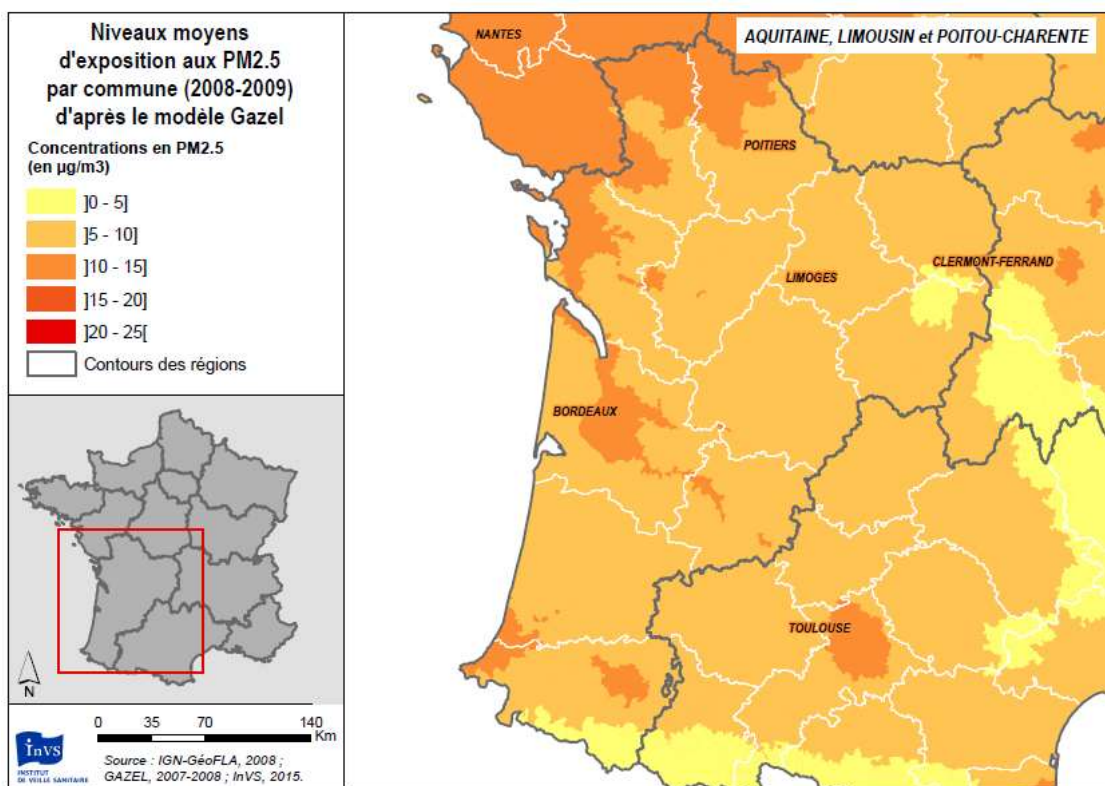 Niveaux moyens
d'exposition aux PM2.5
par commune (2008-2009)
d'après le modèle Gazel
Concentrations en PM2.5
(en µg/m3)
]0 - 5]
]5 - 10]
]10 - 15]
]15 - 20]
]20 - 25[
Contours des régions
N
0 35 70 140
Km
InVS
INSTITUT
DE VEILLE SANITAIRE
Source : IGN-GéoFLA, 2008 ;
GAZEL, 2007-2008 ; InVS, 2015.
AQUITAINE, LIMOUSIN et POITOU-CHARENTE
NANTES
POITIERS
LIMOGES
CLERMONT-FERRAND
BORDEAUX
TOULOUSE